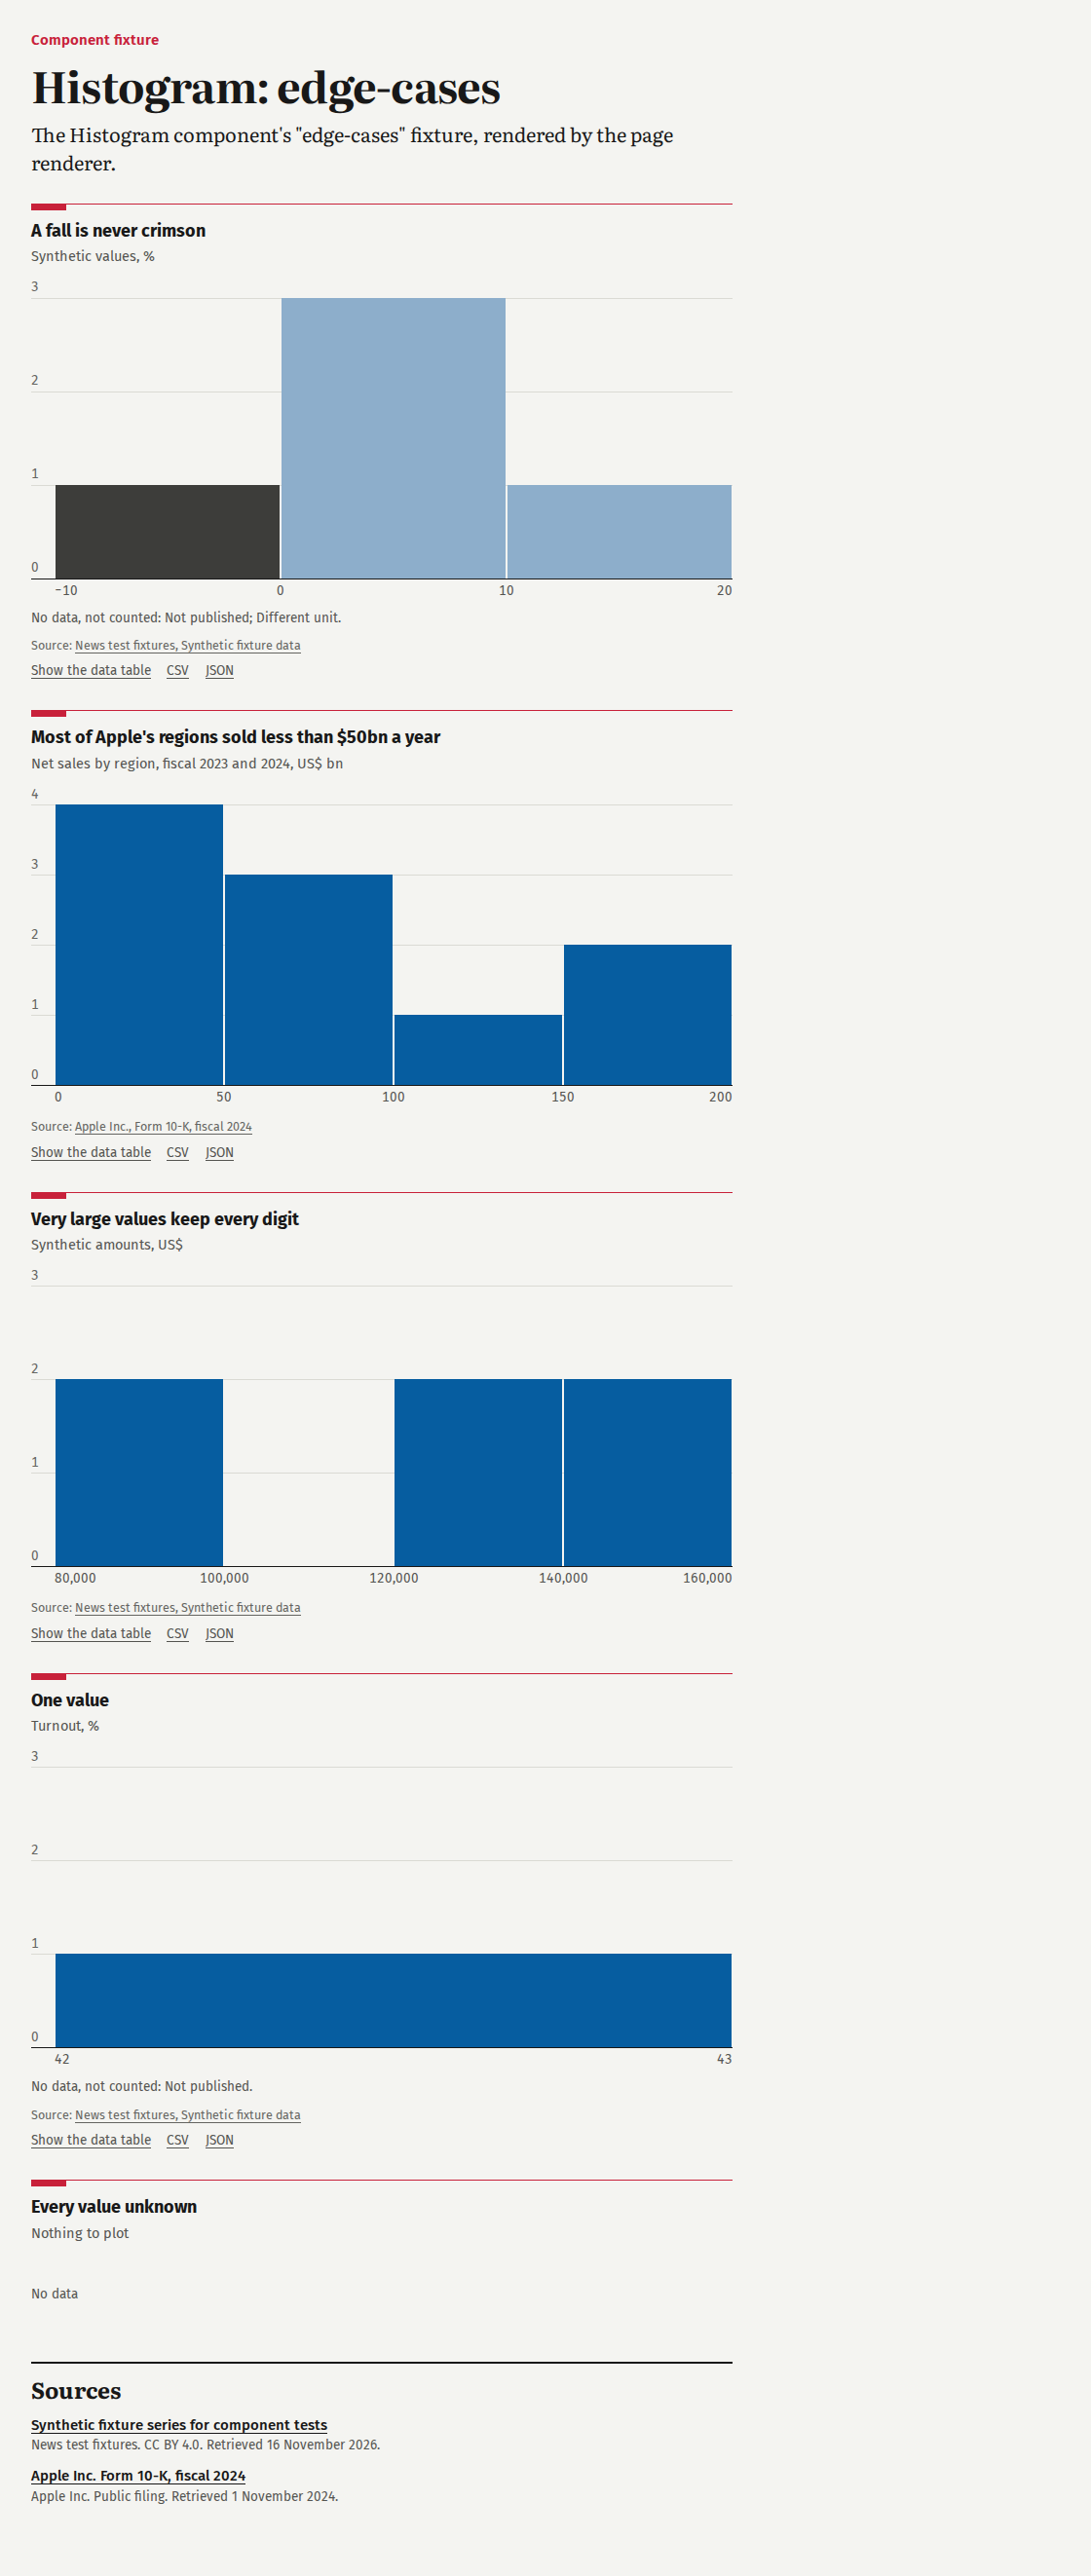 Component fixture
Histogram: edge-cases
The Histogram component's "edge-cases" fixture, rendered by the page
renderer.
A fall is never crimson
Synthetic values, %
3
2
1
0
−10 0 10 20
No data, not counted: Not published; Different unit.
Source: News test fixtures, Synthetic fixture data
Show the data table CSV JSON
Most of Apple's regions sold less than $50bn a year
Net sales by region, fiscal 2023 and 2024, US$ bn
4
3
2
1
0
0 50 100 150 200
Source: Apple Inc., Form 10-K, fiscal 2024
Show the data table CSV JSON
Very large values keep every digit
Synthetic amounts, US$
3
2
1
0
80,000 100,000 120,000 140,000 160,000
Source: News test fixtures, Synthetic fixture data
Show the data table CSV JSON
One value
Turnout, %
3
2
1
0
42 43
No data, not counted: Not published.
Source: News test fixtures, Synthetic fixture data
Show the data table CSV JSON
Every value unknown
Nothing to plot
No data
Sources
Synthetic fixture series for component tests
News test fixtures. CC BY 4.0. Retrieved 16 November 2026.
Apple Inc. Form 10-K, fiscal 2024
Apple Inc. Public filing. Retrieved 1 November 2024.